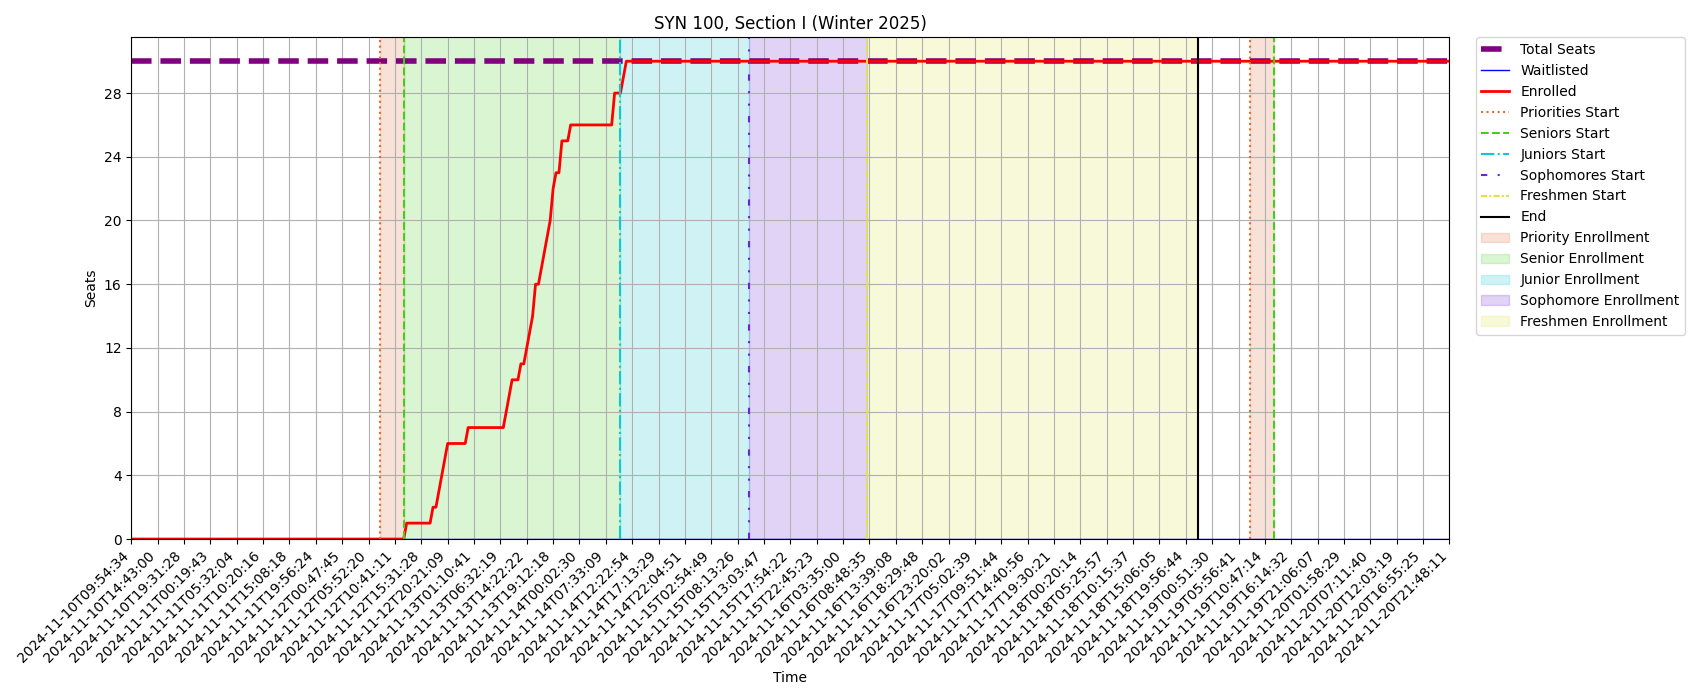 SYN 100, Section I (Winter 2025)
Seats
28
24
20
16
12
8
4
0
2024-11-10T09:54:34
2024-11-10T14:43:00
2024-11-10T19:31:28
2024-11-11T00:19:43
2024-11-11T05:32:04
2024-11-11T10:20:16
2024-11-11T15:08:18
2024-11-11T19:56:24
2024-11-12T00:47:45
2024-11-12T05:52:20
2024-11-12T10:41:11
2024-11-12T15:31:28
2024-11-12T20:21:09
2024-11-13T01:10:41
2024-11-13T06:32:19
2024-11-13T14:22:22
2024-11-13T19:12:18
2024-11-14T00:02:30
2024-11-14T07:33:09
2024-11-14T12:22:54
2024-11-14T17:13:29
2024-11-14T22:04:51
2024-11-15T02:54:49
2024-11-15T08:13:26
2024-11-15T13:03:47
2024-11-15T17:54:22
2024-11-15T22:45:23
2024-11-16T03:35:00
2024-11-16T08:48:35
2024-11-16T13:39:08
2024-11-16T18:29:48
2024-11-16T23:20:02
2024-11-17T05:02:39
2024-11-17T09:51:44
2024-11-17T14:40:56
2024-11-17T19:30:21
2024-11-18T00:20:14
2024-11-18T05:25:57
2024-11-18T10:15:37
2024-11-18T15:06:05
2024-11-18T19:56:44
2024-11-19T00:51:30
2024-11-19T05:56:41
2024-11-19T10:47:14
2024-11-19T16:14:32
2024-11-19T21:06:07
2024-11-20T01:58:29
2024-11-20T07:11:40
2024-11-20T12:03:19
2024-11-20T16:55:25
2024-11-20T21:48:11
Time
Total Seats
Waitlisted
Enrolled
Priorities Start
Seniors Start
Juniors Start
Sophomores Start
Freshmen Start
End
Priority Enrollment
Senior Enrollment
Junior Enrollment
Sophomore Enrollment
Freshmen Enrollment